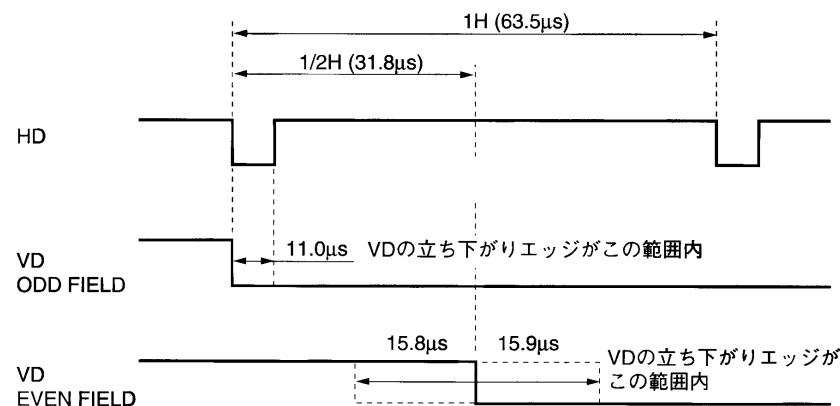 1H (63.5μs)
1/2H (31.8μs)
HD
11.0μs VDの立ち下がりエッジがこの範囲内
VD
ODD FIELD
15.8μs 15.9μs
VDの立ち下がりエッジが
この範囲内
VD
EVEN FIELD